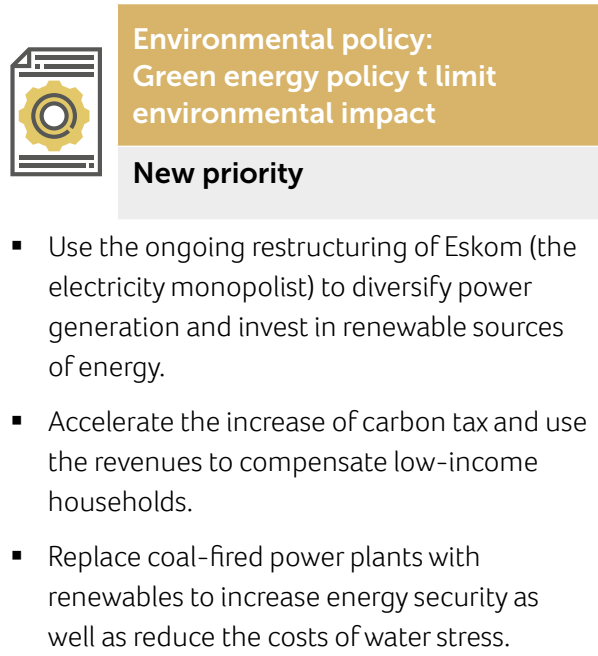 Environmental policy:
Green energy policy t limit
environmental impact
New priority
▪ Use the ongoing restructuring of Eskom (the
electricity monopolist) to diversify power
generation and invest in renewable sources
of energy.
▪ Accelerate the increase of carbon tax and use
the revenues to compensate low-income
households.
▪ Replace coal-fired power plants with
renewables to increase energy security as
well as reduce the costs of water stress.